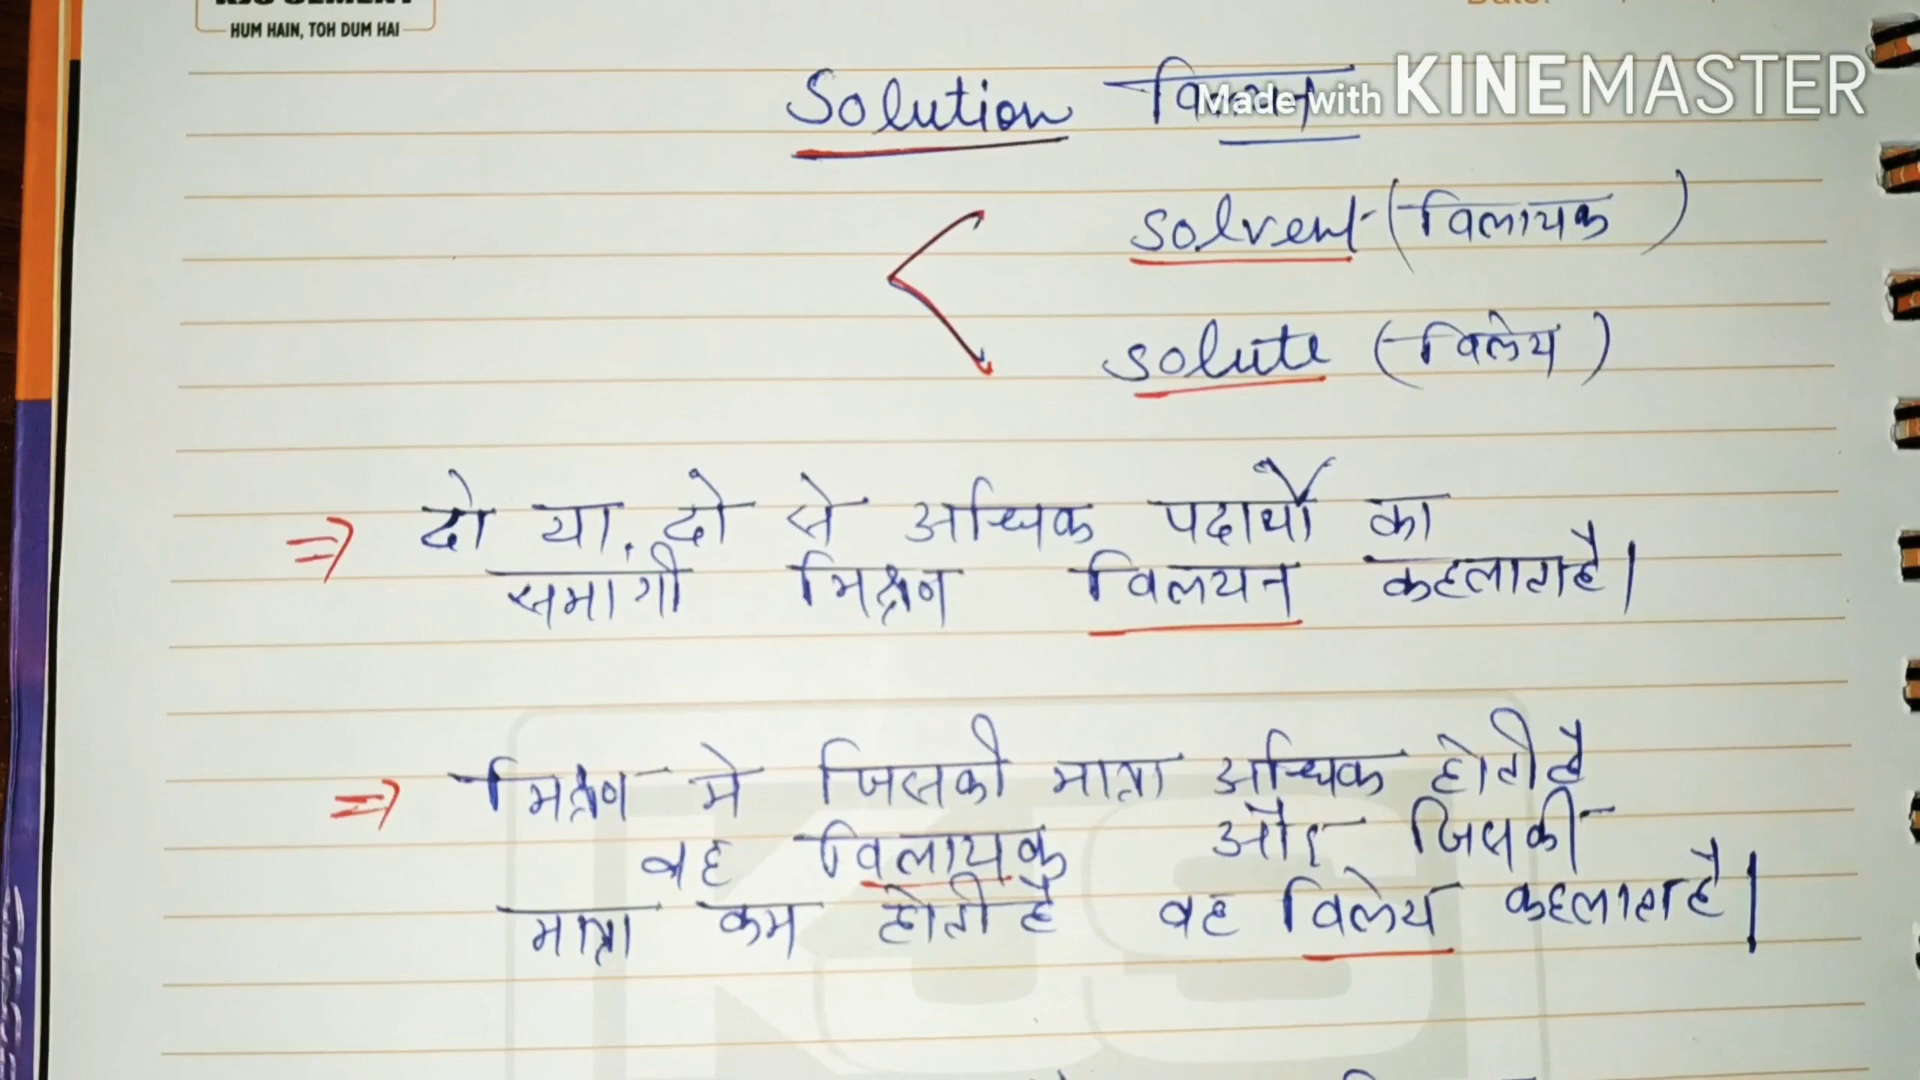 HUM HAIN, TOH DUM HAI
Solution विलयन
Made with KINEMASTER
solvent (विलायक)
solute (विलेय)
⇒ दो या दो से अधिक पदार्थों का
समांगी मिश्रण विलयन कहलाता है।
⇒ मिश्रण मे जिसकी मात्रा अधिक होती है
वह विलायक और जिसकी
मात्रा कम होती है वह विलेय कहलाता है।